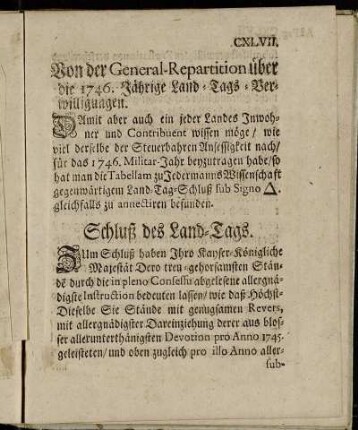 CXLVII.
Von der General-Repartition über
die 1746. Jährige Land-Tags-Ver-
willigungen.
DAmit aber auch ein jeder Landes Inwoh-
ner und Contribuent wissen möge/ wie
viel derselbe der Steuerbahren Ansessigkeit nach/
für das 1746. Militar-Jahr beyzutragen habe/ so
hat man die Tabellam zu Jedermanns Wissenschaft
gegenwärtigem Land-Tag-Schluß sub Signo Δ.
gleichfalls zu annectiren befunden.
Schluß des Land-Tags.
ZUm Schluß haben Ihro Kayser-Königliche
Majestät Dero treu-gehorsamsten Stän-
dē durch die in pleno Consessu abgelesene allergnä-
digste Instruction bedeuten lassen/ wie daß Höchst-
Dieselbe Sie Stände mit genugsamen Revers,
mit allergnädigster Dareinziehung derer aus blos-
ser allerunterthänigsten Devotion pro Anno 1745.
geleisteten/ und oben zugleich pro illo Anno aller-
sub-